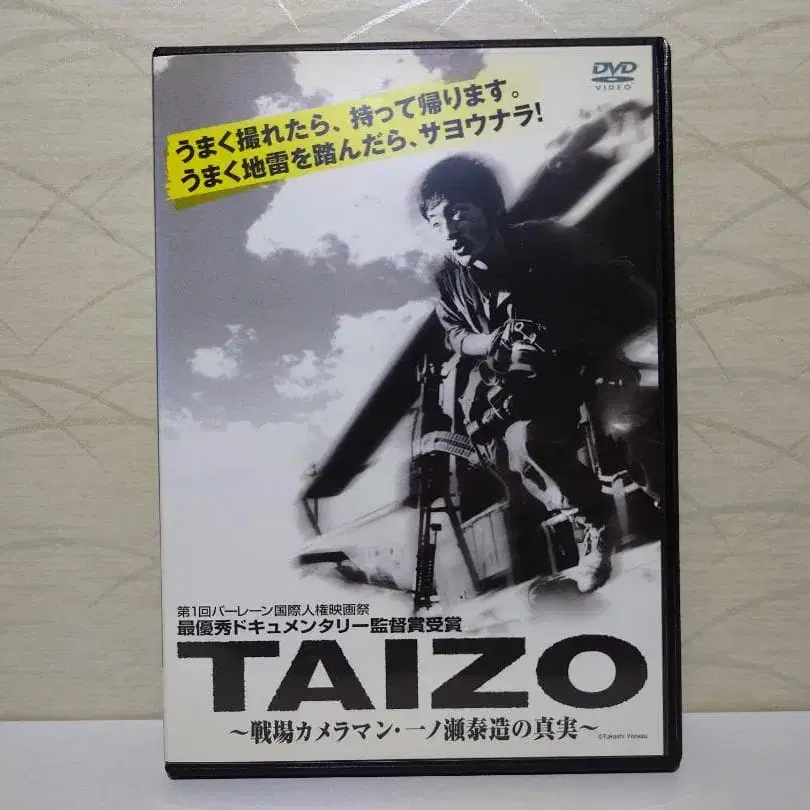 DVD
VIDEO
うまく撮れたら、持って帰ります。
うまく地雷を踏んだら、サヨウナラ!
第1回バーレーン国際人権映画祭
最優秀ドキュメンタリー監督賞受賞
TAIZO
～戦場カメラマン・一ノ瀬泰造の真実～
©Takashi Yonezu